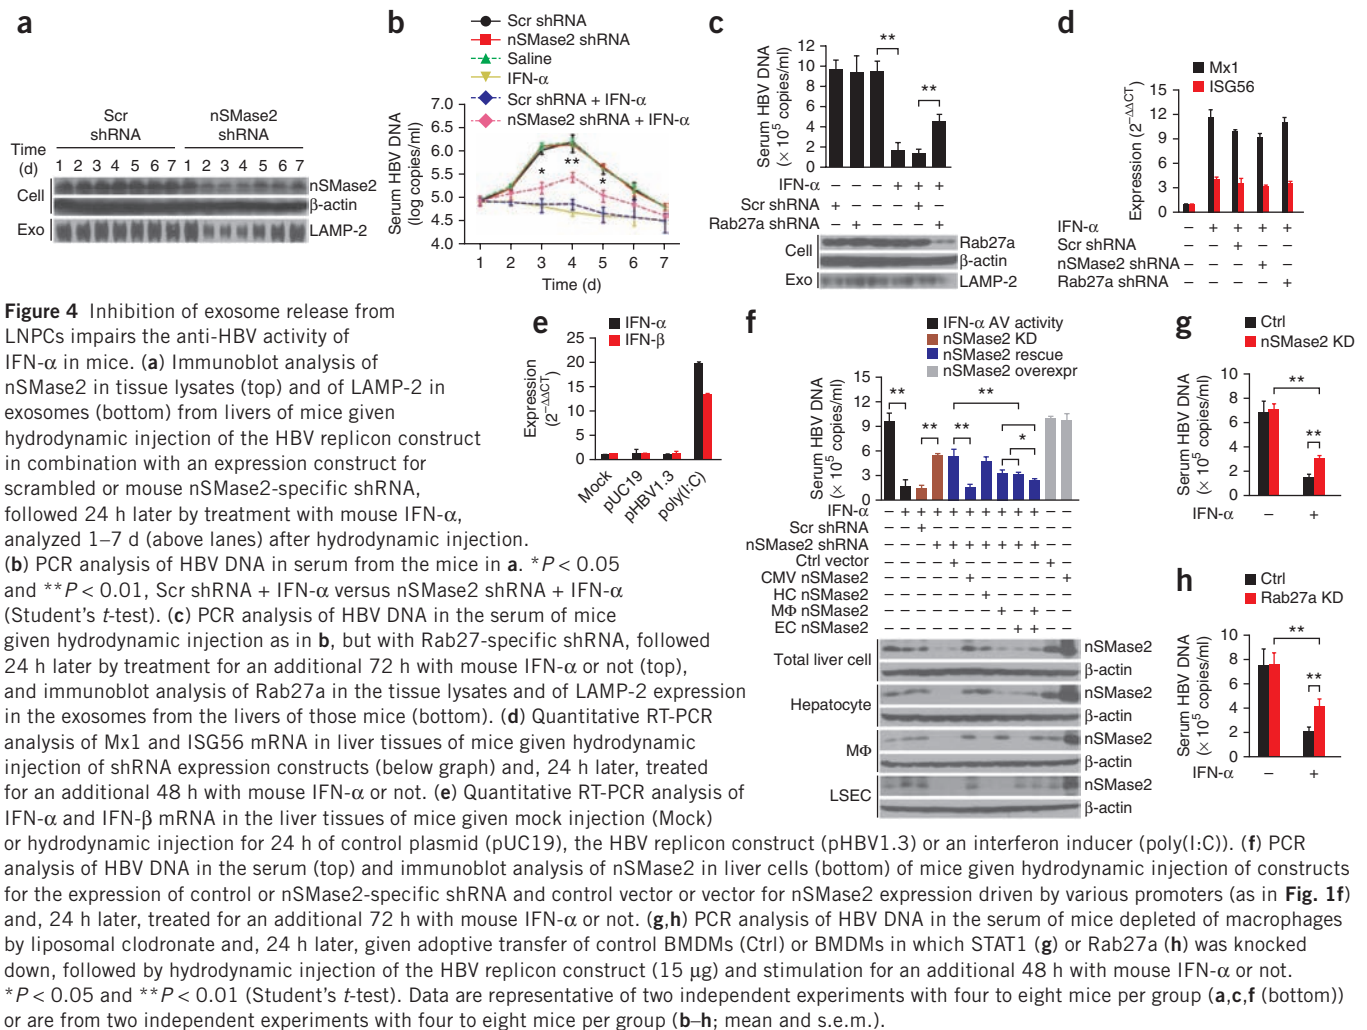 a
Scr shRNA
nSMase2 shRNA
Time (d)
1 2 3 4 5 6 7 1 2 3 4 5 6 7
Cell
nSMase2
β-actin
Exo
LAMP-2
b
Scr shRNA
nSMase2 shRNA
Saline
IFN-α
Scr shRNA + IFN-α
nSMase2 shRNA + IFN-α
Serum HBV DNA (log copies/ml)
7.0
6.5
6.0
5.5
5.0
4.5
4.0
*
**
*
1 2 3 4 5 6 7
Time (d)
c
Serum HBV DNA (× 10⁵ copies/ml)
12
10
8
6
4
2
0
**
**
IFN-α – – – + + +
Scr shRNA + – – – + –
Rab27a shRNA – + – – – +
Cell
Rab27a
β-actin
Exo
LAMP-2
d
Mx1
ISG56
Expression (2⁻ΔΔCT)
15
12
9
6
3
0
IFN-α – + + + +
Scr shRNA – – + – –
nSMase2 shRNA – – – + –
Rab27a shRNA – – – – +
Figure 4 Inhibition of exosome release from
LNPCs impairs the anti-HBV activity of
IFN-α in mice. (a) Immunoblot analysis of
nSMase2 in tissue lysates (top) and of LAMP-2 in
exosomes (bottom) from livers of mice given
hydrodynamic injection of the HBV replicon construct
in combination with an expression construct for
scrambled or mouse nSMase2-specific shRNA,
followed 24 h later by treatment with mouse IFN-α,
analyzed 1–7 d (above lanes) after hydrodynamic injection.
(b) PCR analysis of HBV DNA in serum from the mice in a. *P < 0.05
and **P < 0.01, Scr shRNA + IFN-α versus nSMase2 shRNA + IFN-α
(Student's t-test). (c) PCR analysis of HBV DNA in the serum of mice
given hydrodynamic injection as in b, but with Rab27-specific shRNA, followed
24 h later by treatment for an additional 72 h with mouse IFN-α or not (top),
and immunoblot analysis of Rab27a in the tissue lysates and of LAMP-2 expression
in the exosomes from the livers of those mice (bottom). (d) Quantitative RT-PCR
analysis of Mx1 and ISG56 mRNA in liver tissues of mice given hydrodynamic
injection of shRNA expression constructs (below graph) and, 24 h later, treated
for an additional 48 h with mouse IFN-α or not. (e) Quantitative RT-PCR analysis of
IFN-α and IFN-β mRNA in the liver tissues of mice given mock injection (Mock)
or hydrodynamic injection for 24 h of control plasmid (pUC19), the HBV replicon construct (pHBV1.3) or an interferon inducer (poly(I:C)). (f) PCR
analysis of HBV DNA in the serum (top) and immunoblot analysis of nSMase2 in liver cells (bottom) of mice given hydrodynamic injection of constructs
for the expression of control or nSMase2-specific shRNA and control vector or vector for nSMase2 expression driven by various promoters (as in Fig. 1f)
and, 24 h later, treated for an additional 72 h with mouse IFN-α or not. (g,h) PCR analysis of HBV DNA in the serum of mice depleted of macrophages
by liposomal clodronate and, 24 h later, given adoptive transfer of control BMDMs (Ctrl) or BMDMs in which STAT1 (g) or Rab27a (h) was knocked
down, followed by hydrodynamic injection of the HBV replicon construct (15 µg) and stimulation for an additional 48 h with mouse IFN-α or not.
*P < 0.05 and **P < 0.01 (Student's t-test). Data are representative of two independent experiments with four to eight mice per group (a,c,f (bottom))
or are from two independent experiments with four to eight mice per group (b–h; mean and s.e.m.).
e
IFN-α
IFN-β
Expression (2⁻ΔΔCT)
25
20
15
10
5
0
Mock
pUC19
pHBV1.3
poly(I:C)
f
IFN-α AV activity
nSMase2 KD
nSMase2 rescue
nSMase2 overexpr
Serum HBV DNA (× 10⁵ copies/ml)
15
12
9
6
3
0
**
**
**
**
*
IFN-α – + + + + + + + + – –
Scr shRNA – – + – – – – – – – –
nSMase2 shRNA – – – + + + + + + – –
Ctrl vector – – – – + – – – – + –
CMV nSMase2 – – – – – + – – – – +
HC nSMase2 – – – – – – + – – – –
MΦ nSMase2 – – – – – – – + – + – –
EC nSMase2 – – – – – – – – + + – –
Total liver cell
nSMase2
β-actin
Hepatocyte
nSMase2
β-actin
MΦ
nSMase2
β-actin
LSEC
nSMase2
β-actin
g
Ctrl
nSMase2 KD
Serum HBV DNA (× 10⁵ copies/ml)
10
8
6
4
2
0
**
**
IFN-α – +
h
Ctrl
Rab27a KD
Serum HBV DNA (× 10⁵ copies/ml)
10
8
6
4
2
0
**
**
IFN-α – +